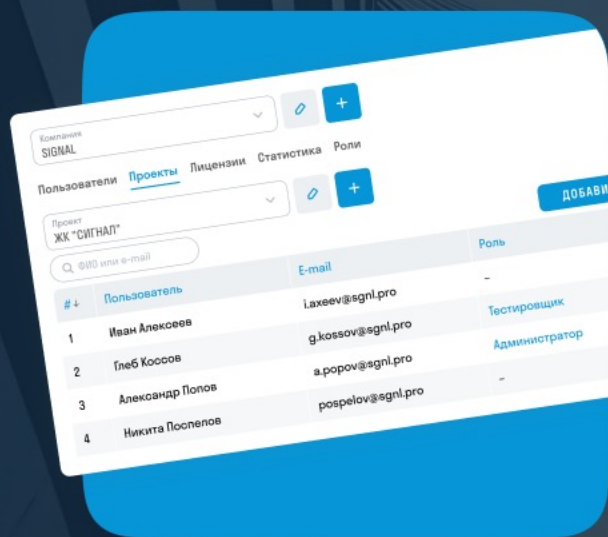 Компания
SIGNAL
Пользователи Проекты Лицензии Статистика Роли
Проект
ЖК "СИГНАЛ"
ФИО или e-mail
ДОБАВИ
#↓ Пользователь E-mail Роль
1 Иван Алексеев i.axeev@sgnl.pro –
2 Глеб Коссов g.kossov@sgnl.pro Тестировщик
3 Александр Попов a.popov@sgnl.pro Администратор
4 Никита Поспелов pospelov@sgnl.pro –